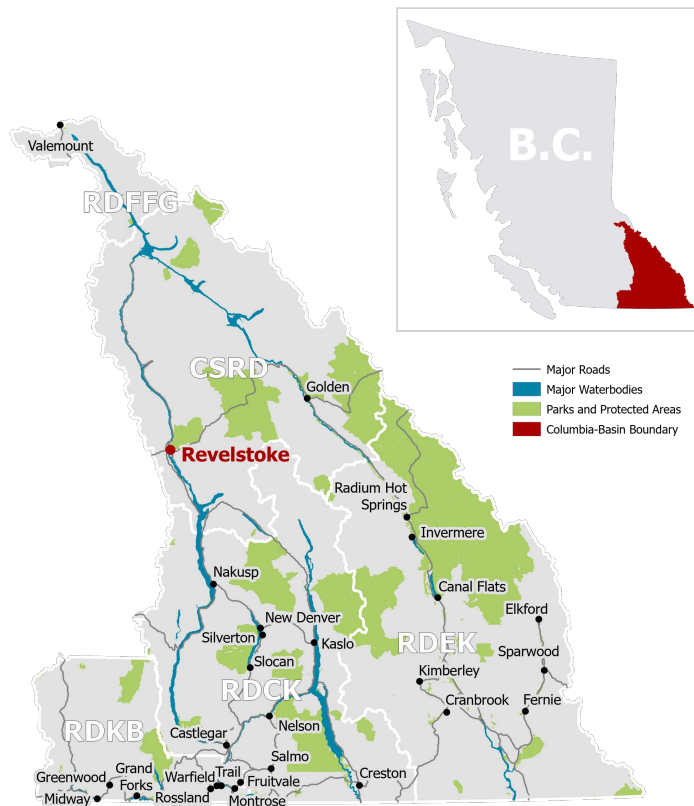 B.C.
Valemount
RDFFG
CSRD
Golden
Major Roads
Major Waterbodies
Parks and Protected Areas
Columbia-Basin Boundary
Revelstoke
Radium Hot
Springs
Invermere
Nakusp
Canal Flats
Elkford
New Denver
Silverton
Kaslo
RDEK
Sparwood
Slocan
Kimberley
RDCK
Cranbrook
Fernie
RDKB
Nelson
Castlegar
Salmo
Greenwood
Grand
Forks
Warfield
Trail
Fruitvale
Creston
Midway
Rossland
Montrose